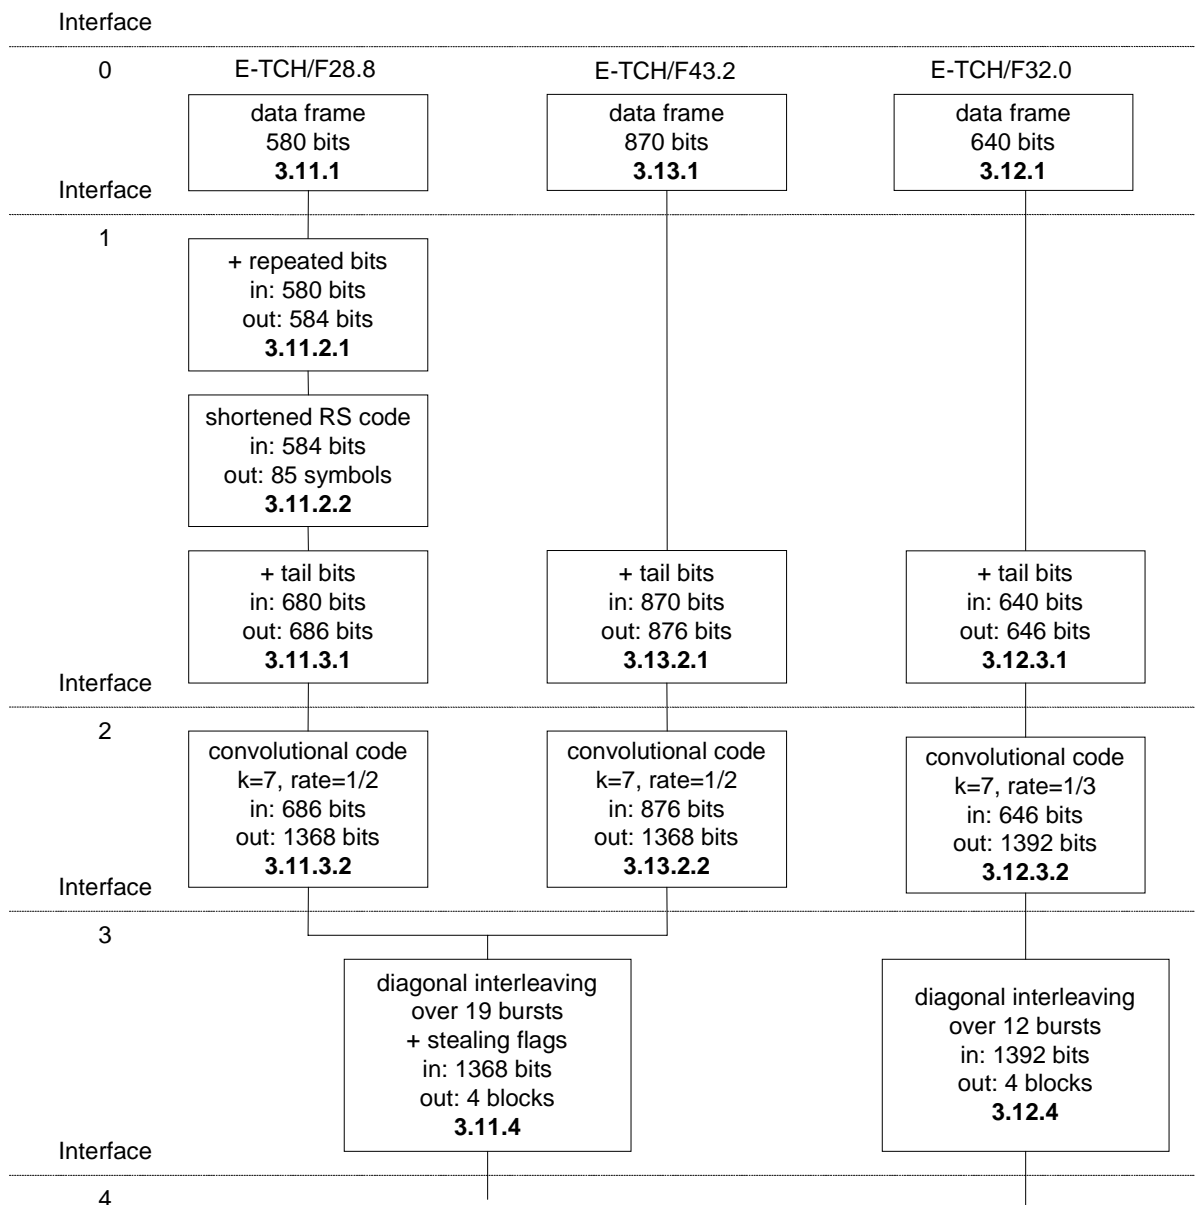 Interface
0
E-TCH/F28.8
E-TCH/F43.2
E-TCH/F32.0
data frame
580 bits
3.11.1
data frame
870 bits
3.13.1
data frame
640 bits
3.12.1
Interface
1
+ repeated bits
in: 580 bits
out: 584 bits
3.11.2.1
shortened RS code
in: 584 bits
out: 85 symbols
3.11.2.2
+ tail bits
in: 680 bits
out: 686 bits
3.11.3.1
+ tail bits
in: 870 bits
out: 876 bits
3.13.2.1
+ tail bits
in: 640 bits
out: 646 bits
3.12.3.1
Interface
2
convolutional code
k=7, rate=1/2
in: 686 bits
out: 1368 bits
3.11.3.2
convolutional code
k=7, rate=1/2
in: 876 bits
out: 1368 bits
3.13.2.2
convolutional code
k=7, rate=1/3
in: 646 bits
out: 1392 bits
3.12.3.2
Interface
3
diagonal interleaving
over 19 bursts
+ stealing flags
in: 1368 bits
out: 4 blocks
3.11.4
diagonal interleaving
over 12 bursts
in: 1392 bits
out: 4 blocks
3.12.4
Interface
4